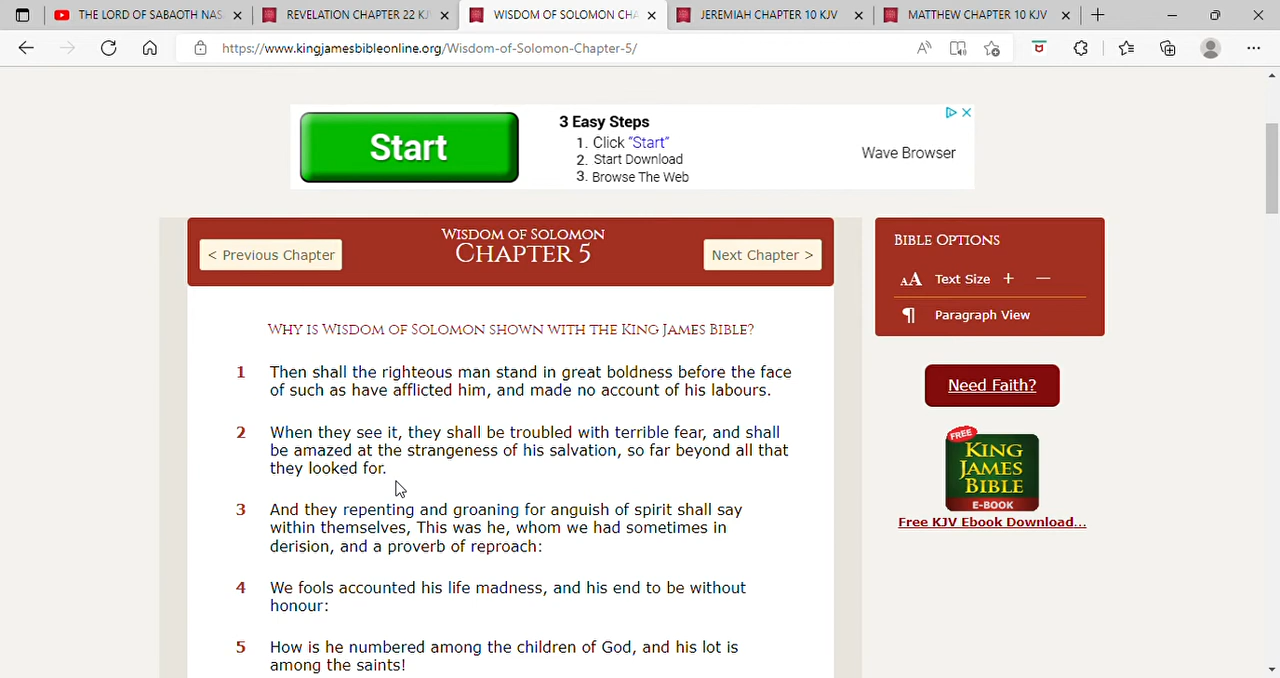 THE LORD OF SABAOTH NAS
REVELATION CHAPTER 22 KJV
WISDOM OF SOLOMON CHA
JEREMIAH CHAPTER 10 KJV
MATTHEW CHAPTER 10 KJV
https://www.kingjamesbibleonline.org/Wisdom-of-Solomon-Chapter-5/
Start
3 Easy Steps
1. Click "Start"
2. Start Download
3. Browse The Web
Wave Browser
< Previous Chapter
Wisdom of Solomon
Chapter 5
Next Chapter >
Why is Wisdom of Solomon shown with the King James Bible?
1 Then shall the righteous man stand in great boldness before the face
of such as have afflicted him, and made no account of his labours.
2 When they see it, they shall be troubled with terrible fear, and shall
be amazed at the strangeness of his salvation, so far beyond all that
they looked for.
3 And they repenting and groaning for anguish of spirit shall say
within themselves, This was he, whom we had sometimes in
derision, and a proverb of reproach:
4 We fools accounted his life madness, and his end to be without
honour:
5 How is he numbered among the children of God, and his lot is
among the saints!
Bible Options
AA Text Size + —
¶ Paragraph View
Need Faith?
FREE
KING
JAMES
BIBLE
E-BOOK
Free KJV Ebook Download...